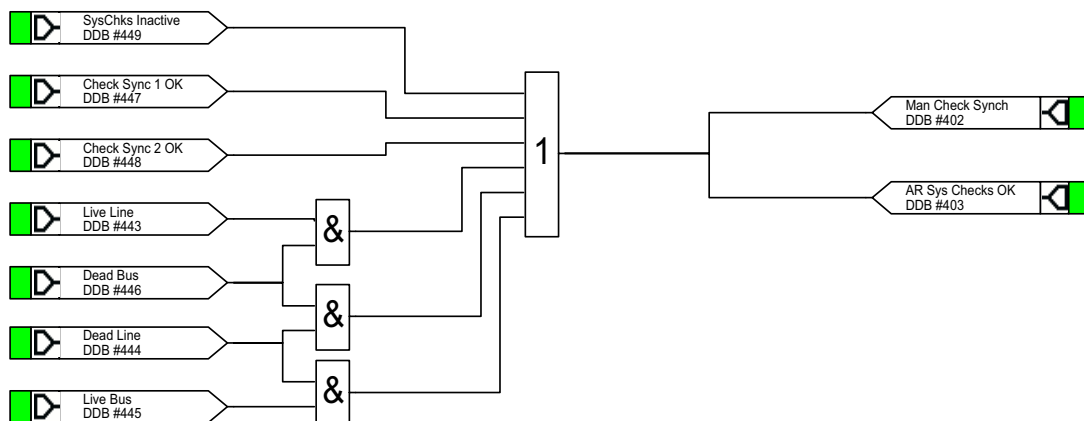 SysChks Inactive
DDB #449
Check Sync 1 OK
DDB #447
Check Sync 2 OK
DDB #448
Live Line
DDB #443
Dead Bus
DDB #446
Dead Line
DDB #444
Live Bus
DDB #445
&
&
&
1
Man Check Synch
DDB #402
AR Sys Checks OK
DDB #403